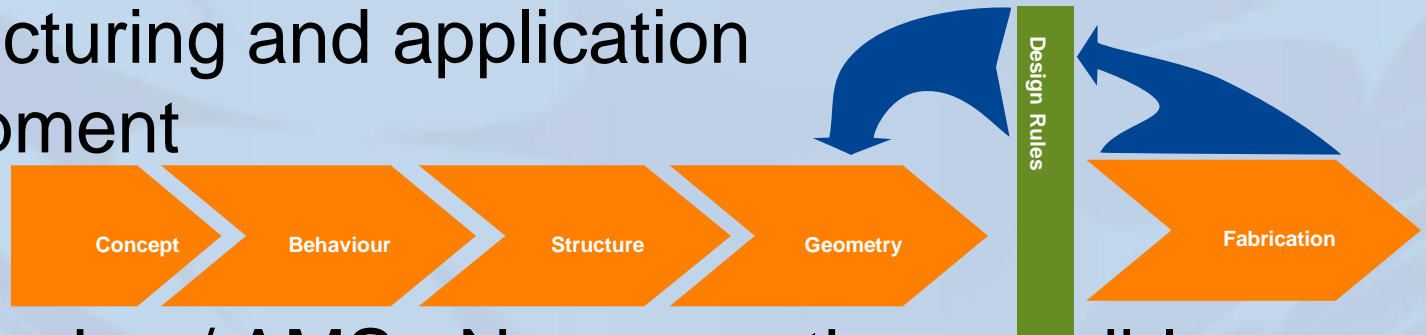 cturing and application
oment
Design Rules
Concept
Behaviour
Structure
Geometry
Fabrication